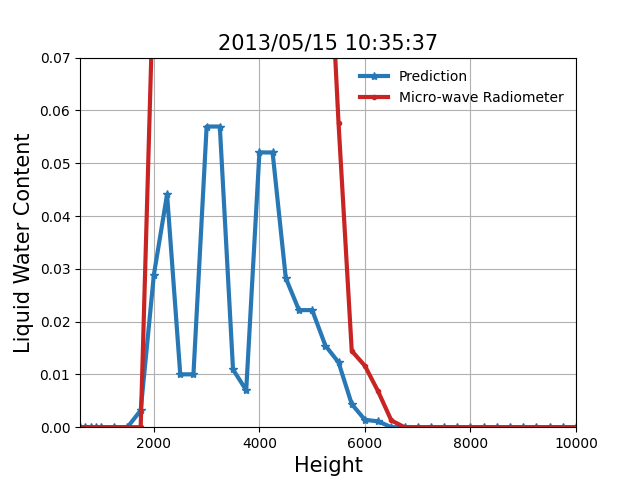 2013/05/15 10:35:37
Prediction
Micro-wave Radiometer
Liquid Water Content
0.07
0.06
0.05
0.04
0.03
0.02
0.01
0.00
2000 4000 6000 8000 10000
Height